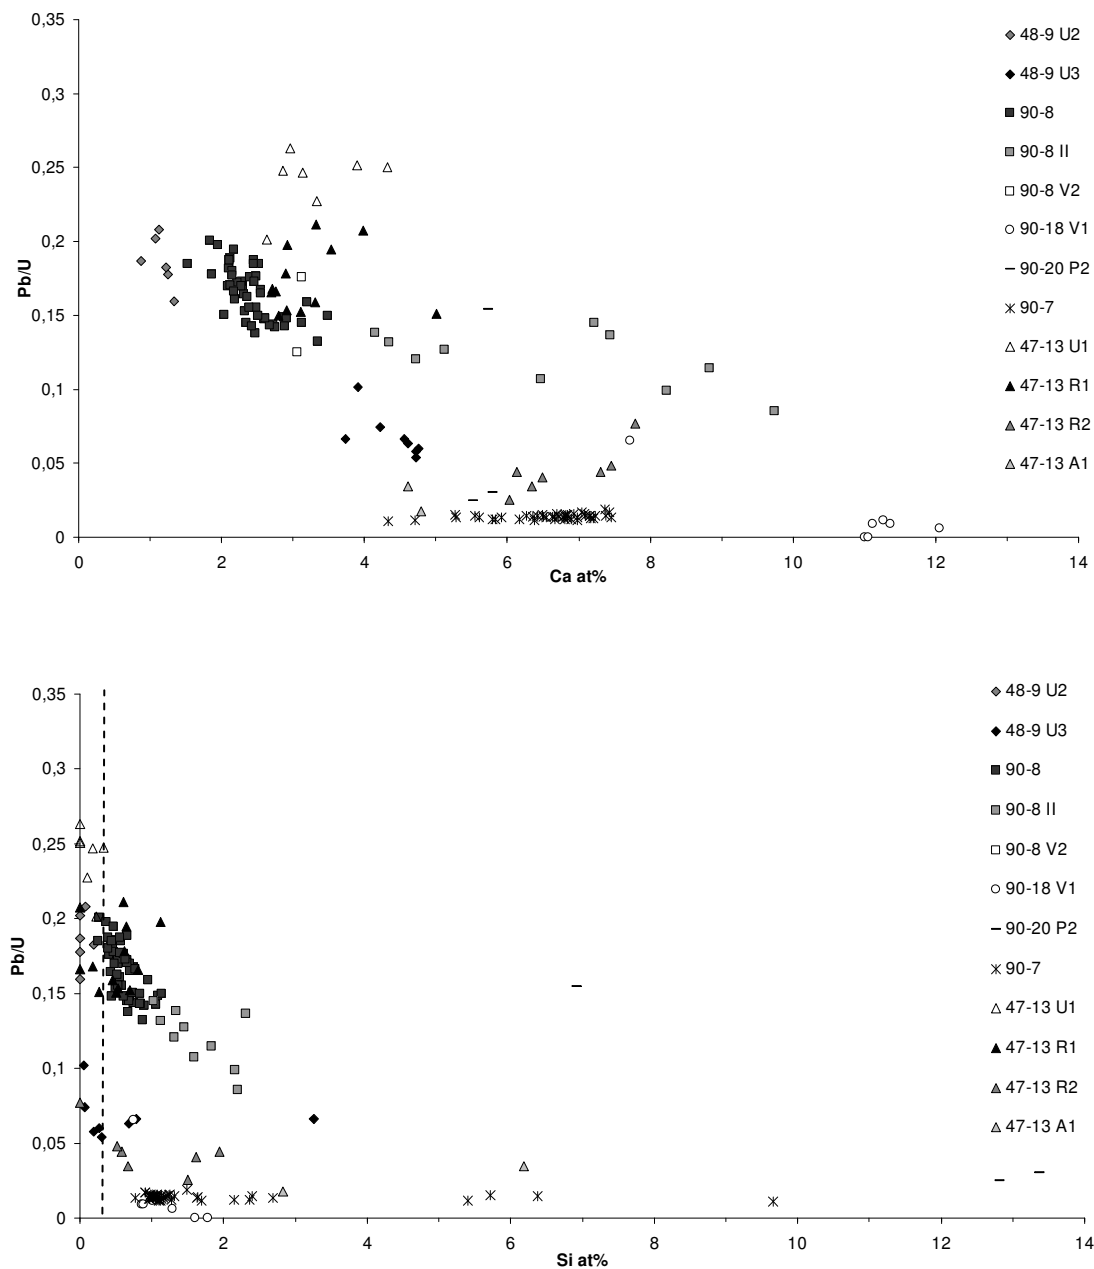 0,35
0,3
0,25
0,2
0,15
0,1
0,05
0
Pb/U
0 2 4 6 8 10 12 14
Ca at%
48-9 U2
48-9 U3
90-8
90-8 II
90-8 V2
90-18 V1
90-20 P2
90-7
47-13 U1
47-13 R1
47-13 R2
47-13 A1
0,35
0,3
0,25
0,2
0,15
0,1
0,05
0
Pb/U
0 2 4 6 8 10 12 14
Si at%
48-9 U2
48-9 U3
90-8
90-8 II
90-8 V2
90-18 V1
90-20 P2
90-7
47-13 U1
47-13 R1
47-13 R2
47-13 A1